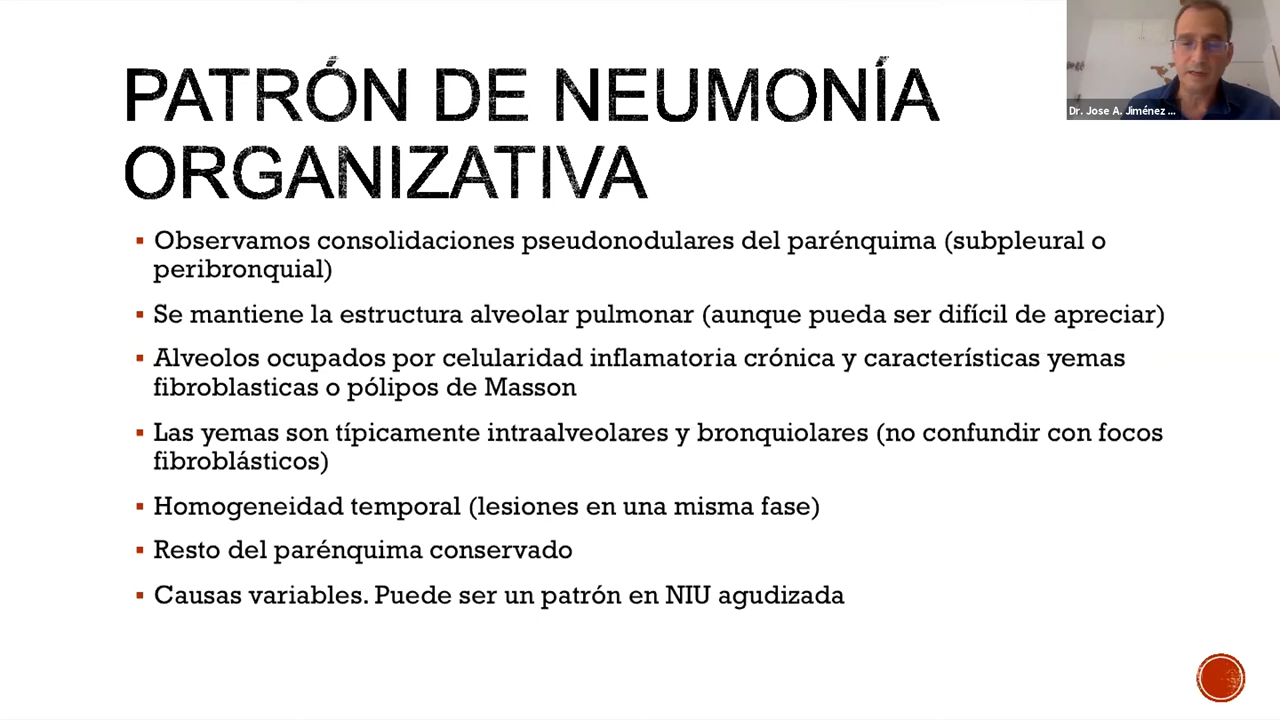 PATRÓN DE NEUMONÍA
ORGANIZATIVA
Dr. Jose A. Jiménez ...
▪ Observamos consolidaciones pseudonodulares del parénquima (subpleural o
peribronquial)
▪ Se mantiene la estructura alveolar pulmonar (aunque pueda ser difícil de apreciar)
▪ Alveolos ocupados por celularidad inflamatoria crónica y características yemas
fibroblasticas o pólipos de Masson
▪ Las yemas son típicamente intraalveolares y bronquiolares (no confundir con focos
fibroblásticos)
▪ Homogeneidad temporal (lesiones en una misma fase)
▪ Resto del parénquima conservado
▪ Causas variables. Puede ser un patrón en NIU agudizada